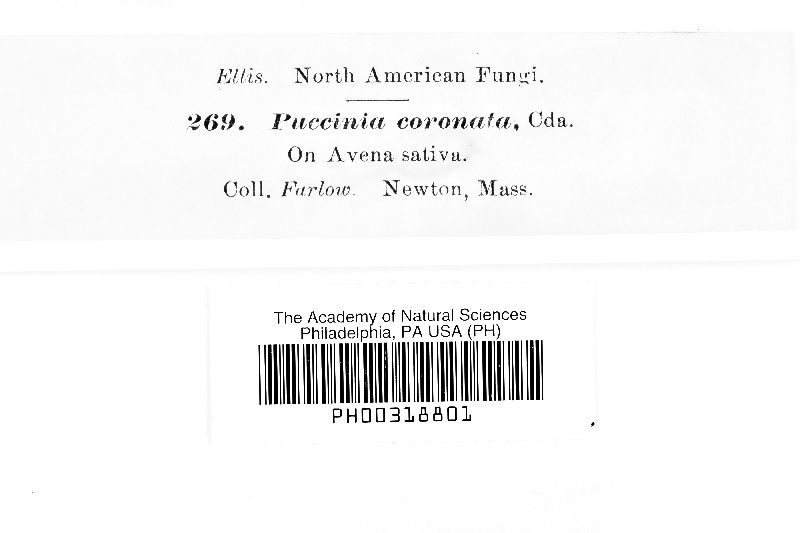 Ellis. North American Fungi.
269. Puccinia coronata, Cda.
On Avena sativa.
Coll. Farlow. Newton, Mass.
The Academy of Natural Sciences
Philadelphia, PA USA (PH)
PH00318801